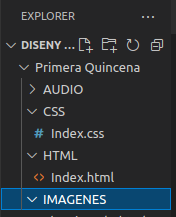 EXPLORER
DISENY ...
Primera Quincena
AUDIO
CSS
# Index.css
HTML
<> Index.html
IMAGENES